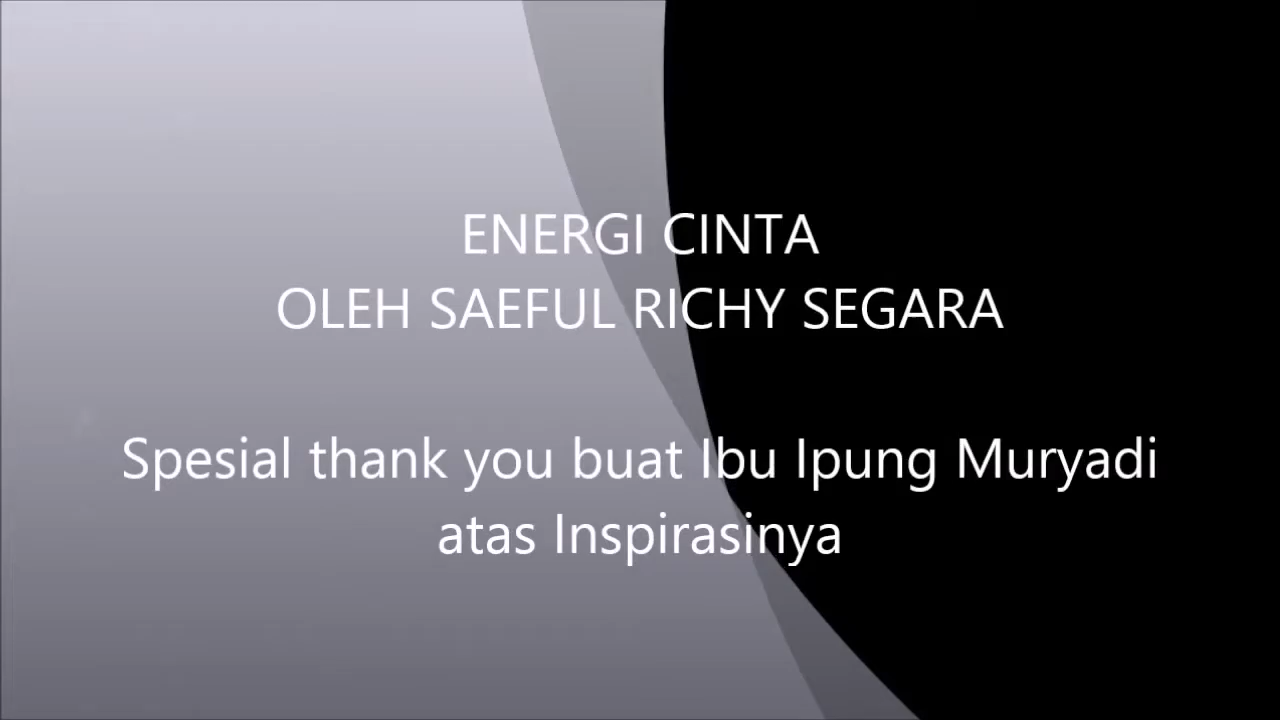 ENERGI CINTA
OLEH SAEFUL RICHY SEGARA
Spesial thank you buat Ibu Ipung Muryadi
atas Inspirasinya